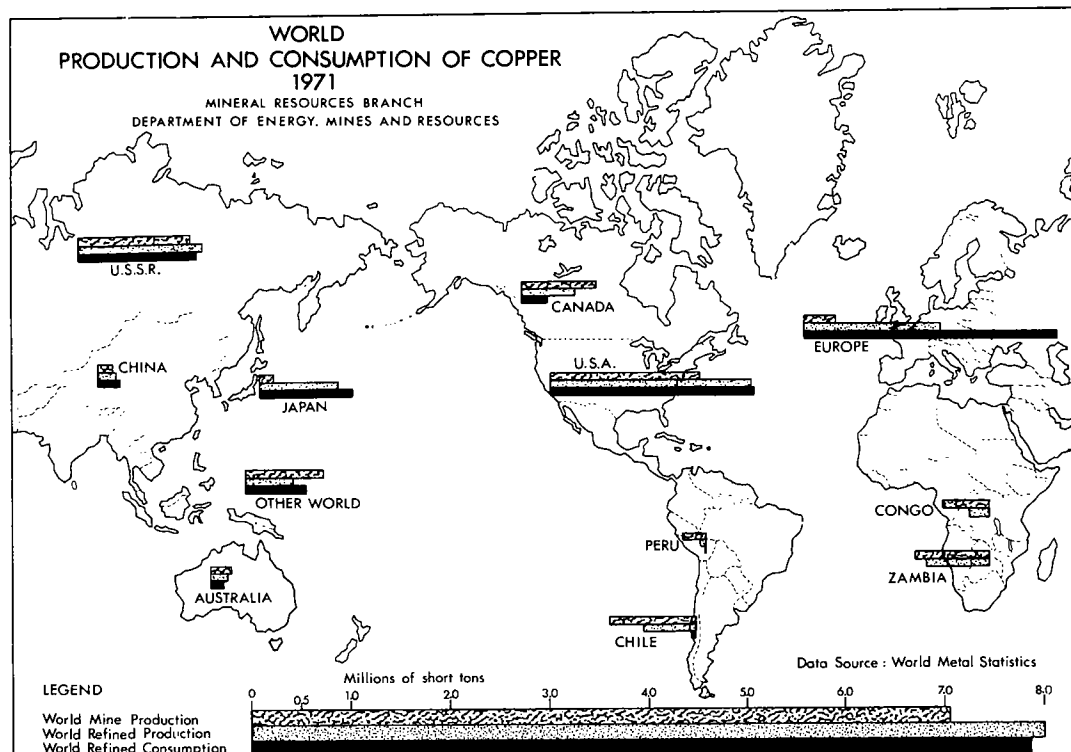 WORLD
PRODUCTION AND CONSUMPTION OF COPPER
1971
MINERAL RESOURCES BRANCH
DEPARTMENT OF ENERGY. MINES AND RESOURCES
U.S.S.R.
CANADA
EUROPE
U.S.A.
CHINA
JAPAN
OTHER WORLD
CONGO
PERU
ZAMBIA
AUSTRALIA
CHILE
Data Source : World Metal Statistics
Millions of short tons
LEGEND
0 0,5 1,0 3,0 4,0 5,0 6,0 7,0 8,0
World Mine Production
World Refined Production
World Refined Consumption